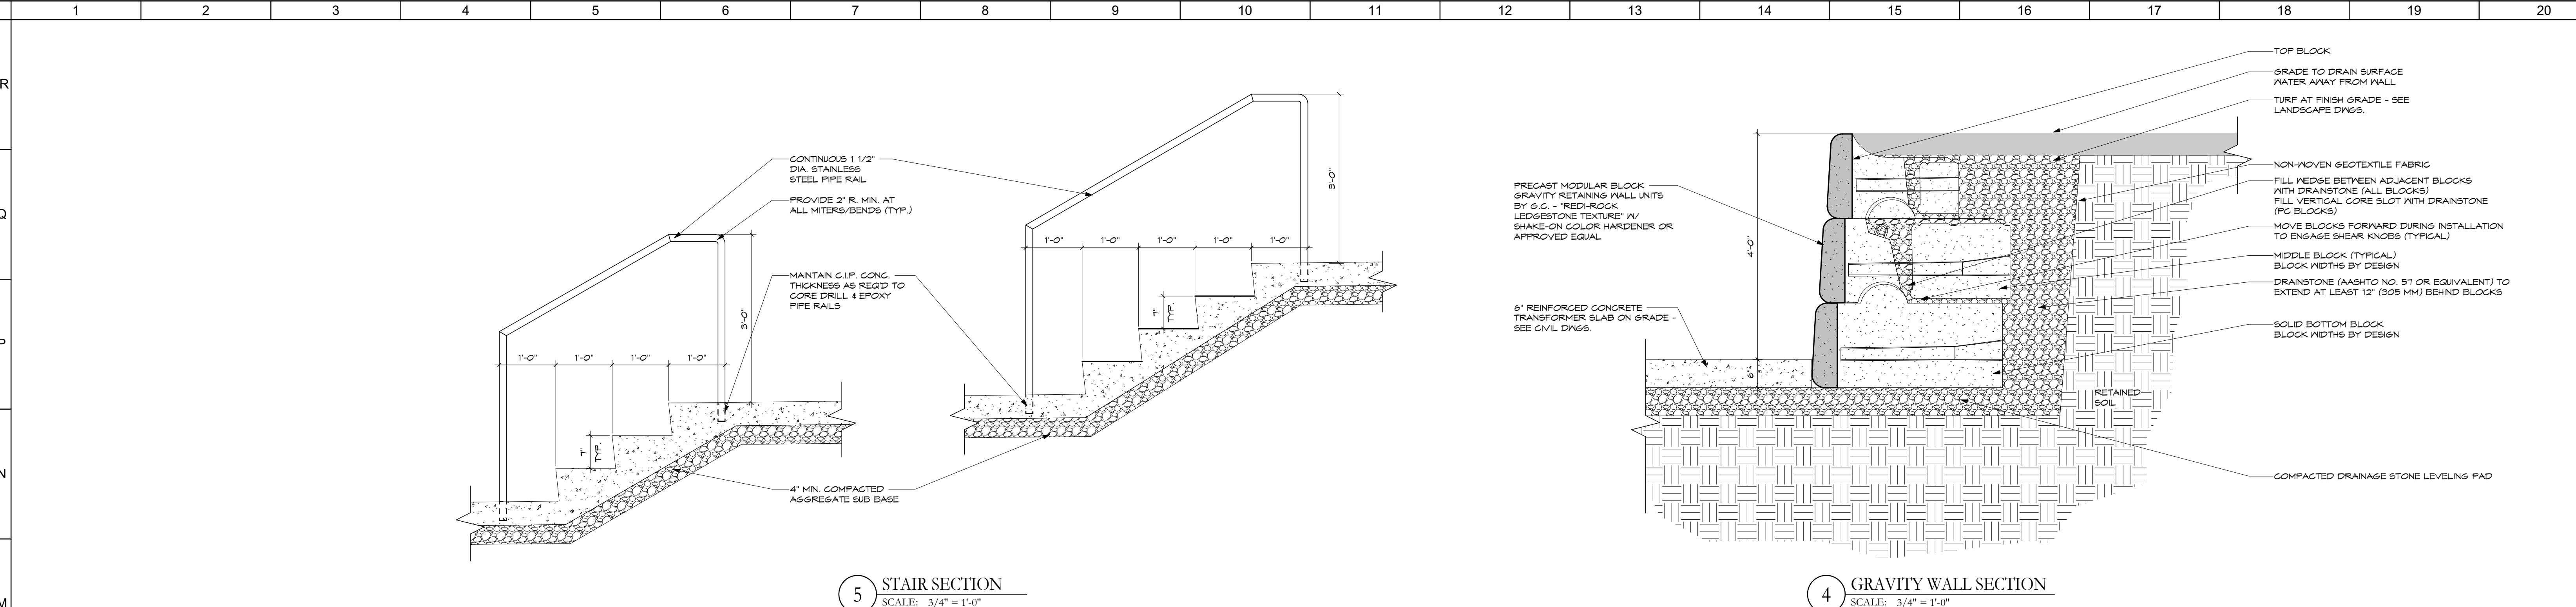 1 2 3 4 5 6 7 8 9 10 11 12 13 14 15 16 17 18 19 20
R
Q
P
N
M
CONTINUOUS 1 1/2"
DIA. STAINLESS
STEEL PIPE RAIL
PROVIDE 2" R. MIN. AT
ALL MITERS/BENDS (TYP.)
MAINTAIN C.I.P. CONC.
THICKNESS AS REQ'D TO
CORE DRILL & EPOXY
PIPE RAILS
4" MIN. COMPACTED
AGGREGATE SUB BASE
1'-0" 1'-0" 1'-0" 1'-0"
3'-0"
7"
TYP.
1'-0" 1'-0" 1'-0" 1'-0" 1'-0"
3'-0"
7"
TYP.
5
STAIR SECTION
SCALE: 3/4" = 1'-0"
PRECAST MODULAR BLOCK
GRAVITY RETAINING WALL UNITS
BY G.C. - "REDI-ROCK
LEDGESTONE TEXTURE" W/
SHAKE-ON COLOR HARDENER OR
APPROVED EQUAL
6" REINFORCED CONCRETE
TRANSFORMER SLAB ON GRADE -
SEE CIVIL DWGS.
4'-0"
6"
TOP BLOCK
GRADE TO DRAIN SURFACE
WATER AWAY FROM WALL
TURF AT FINISH GRADE - SEE
LANDSCAPE DWGS.
NON-WOVEN GEOTEXTILE FABRIC
FILL WEDGE BETWEEN ADJACENT BLOCKS
WITH DRAINSTONE (ALL BLOCKS)
FILL VERTICAL CORE SLOT WITH DRAINSTONE
(PC BLOCKS)
MOVE BLOCKS FORWARD DURING INSTALLATION
TO ENGAGE SHEAR KNOBS (TYPICAL)
MIDDLE BLOCK (TYPICAL)
BLOCK WIDTHS BY DESIGN
DRAINSTONE (AASHTO NO. 57 OR EQUIVALENT) TO
EXTEND AT LEAST 12" (305 MM) BEHIND BLOCKS
SOLID BOTTOM BLOCK
BLOCK WIDTHS BY DESIGN
RETAINED
SOIL
COMPACTED DRAINAGE STONE LEVELING PAD
4
GRAVITY WALL SECTION
SCALE: 3/4" = 1'-0"